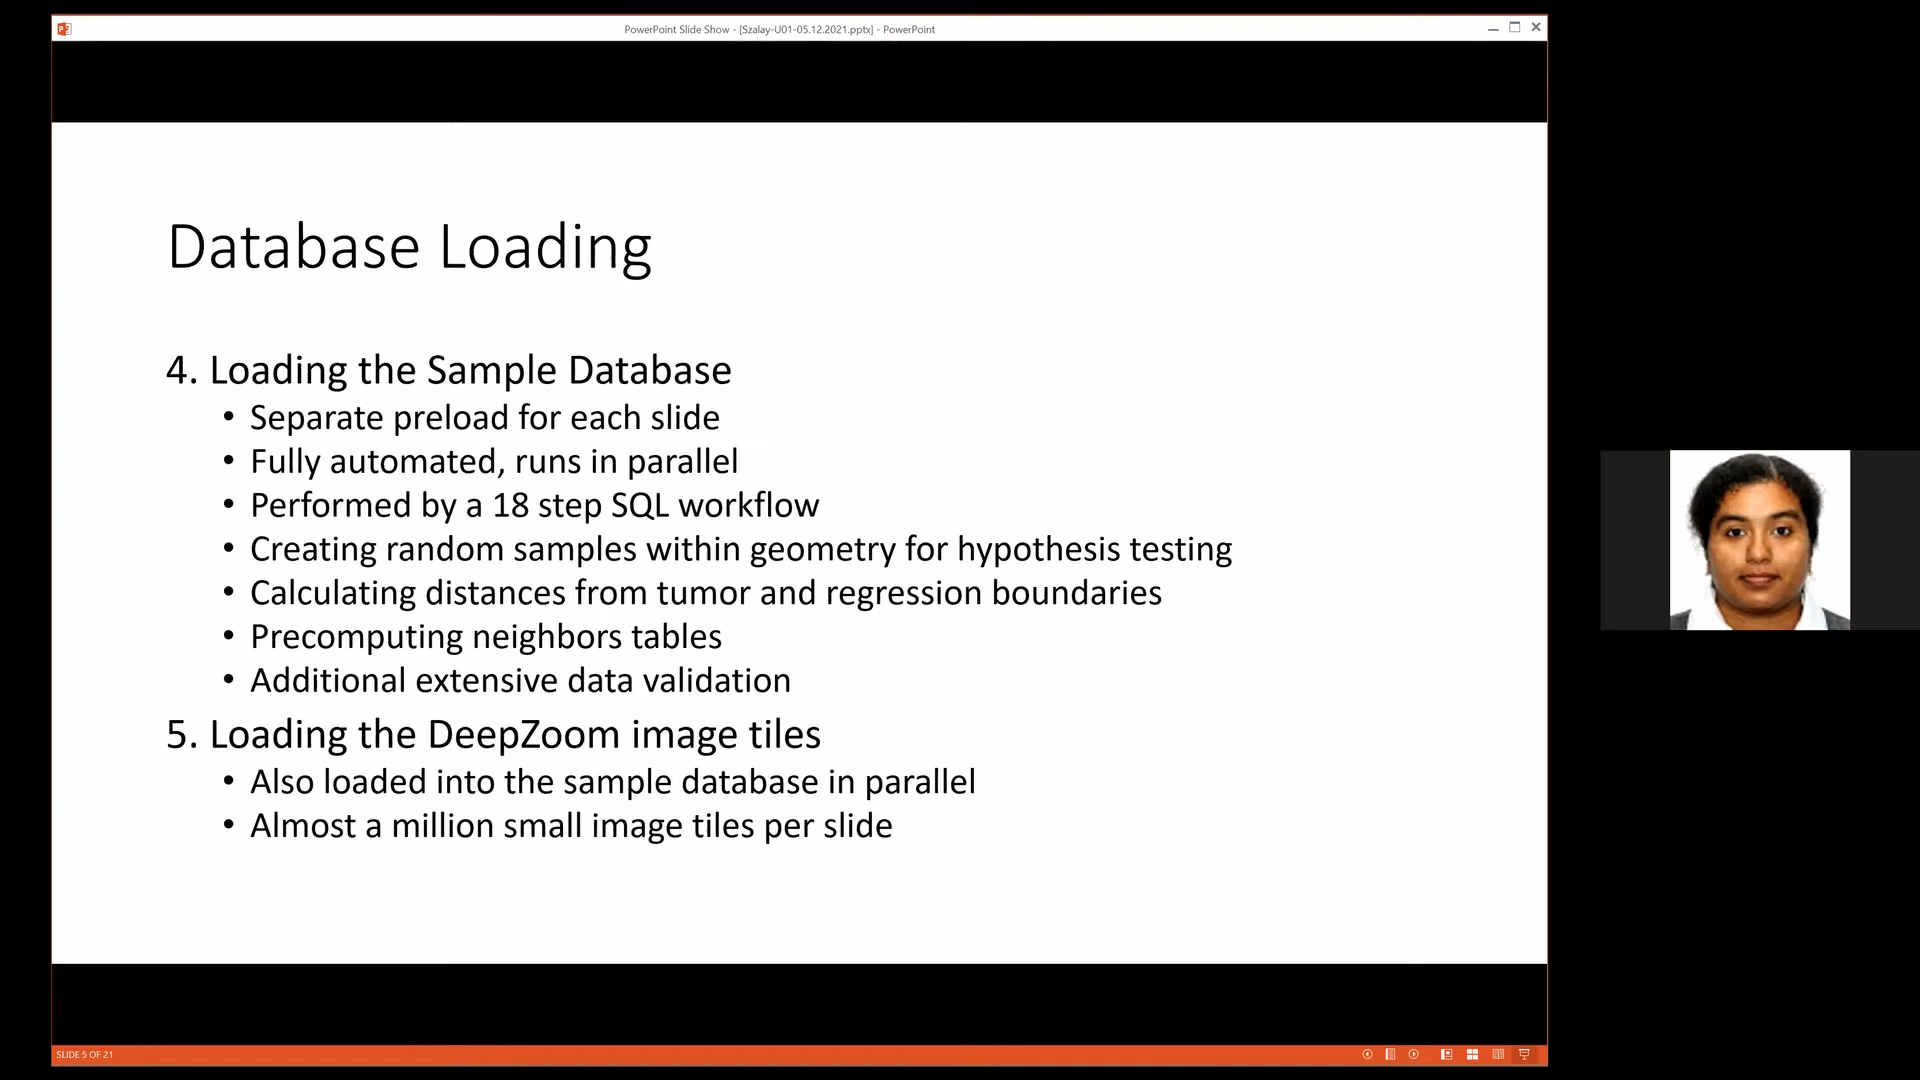 PowerPoint Slide Show - [Szalay-U01-05.12.2021.pptx] - PowerPoint
Database Loading
4. Loading the Sample Database
• Separate preload for each slide
• Fully automated, runs in parallel
• Performed by a 18 step SQL workflow
• Creating random samples within geometry for hypothesis testing
• Calculating distances from tumor and regression boundaries
• Precomputing neighbors tables
• Additional extensive data validation
5. Loading the DeepZoom image tiles
• Also loaded into the sample database in parallel
• Almost a million small image tiles per slide
SLIDE 5 OF 21